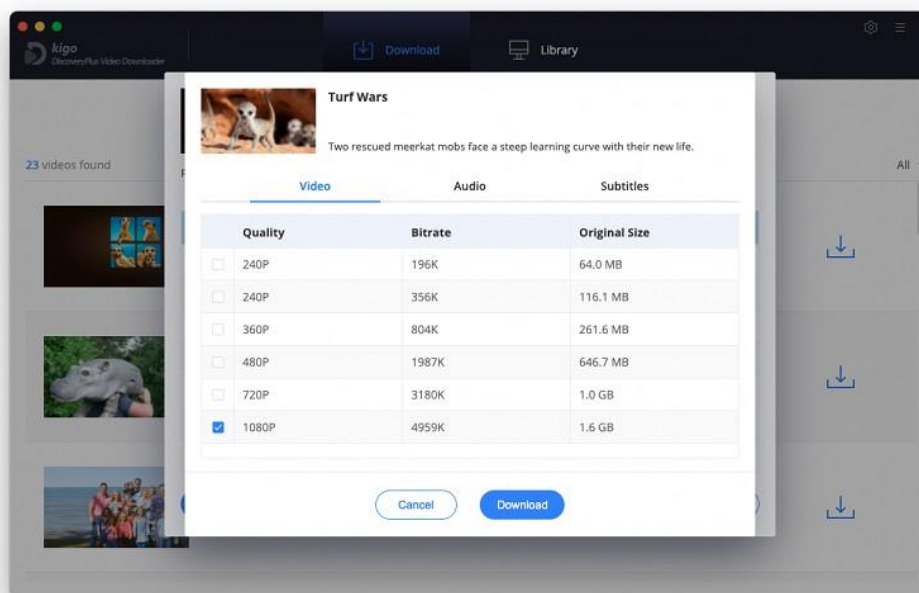 kigo
DiscoveryPlus Video Downloader
Download
Library
23 videos found
All
Turf Wars
Two rescued meerkat mobs face a steep learning curve with their new life.
Video Audio Subtitles
Quality Bitrate Original Size
240P 196K 64.0 MB
240P 356K 116.1 MB
360P 804K 261.6 MB
480P 1987K 646.7 MB
720P 3180K 1.0 GB
1080P 4959K 1.6 GB
Cancel Download